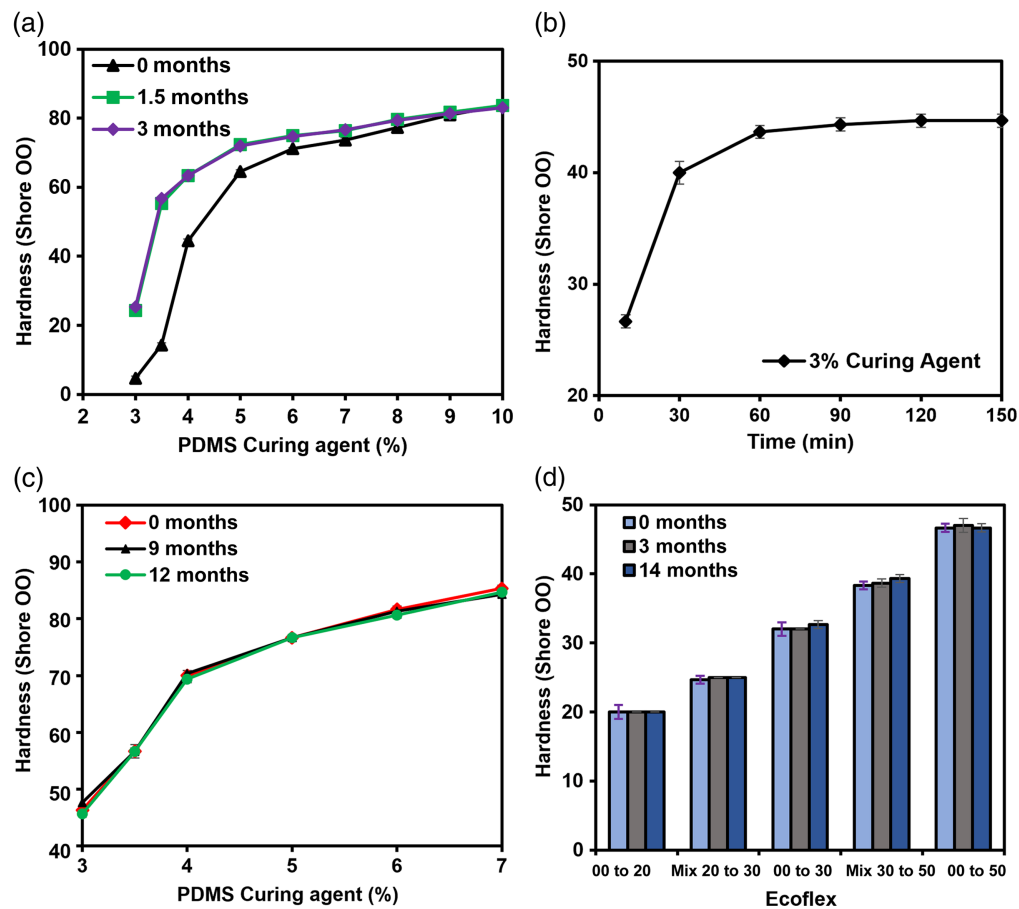 (a)
100
80
60
40
20
0
Hardness (Shore OO)
0 months
1.5 months
3 months
2 3 4 5 6 7 8 9 10
PDMS Curing agent (%)
(b)
50
40
30
20
Hardness (Shore OO)
3% Curing Agent
0 30 60 90 120 150
Time (min)
(c)
100
90
80
70
60
50
40
Hardness (Shore OO)
0 months
9 months
12 months
3 4 5 6 7
PDMS Curing agent (%)
(d)
50
40
30
20
10
0
Hardness (Shore OO)
0 months
3 months
14 months
00 to 20 Mix 20 to 30 00 to 30 Mix 30 to 50 00 to 50
Ecoflex